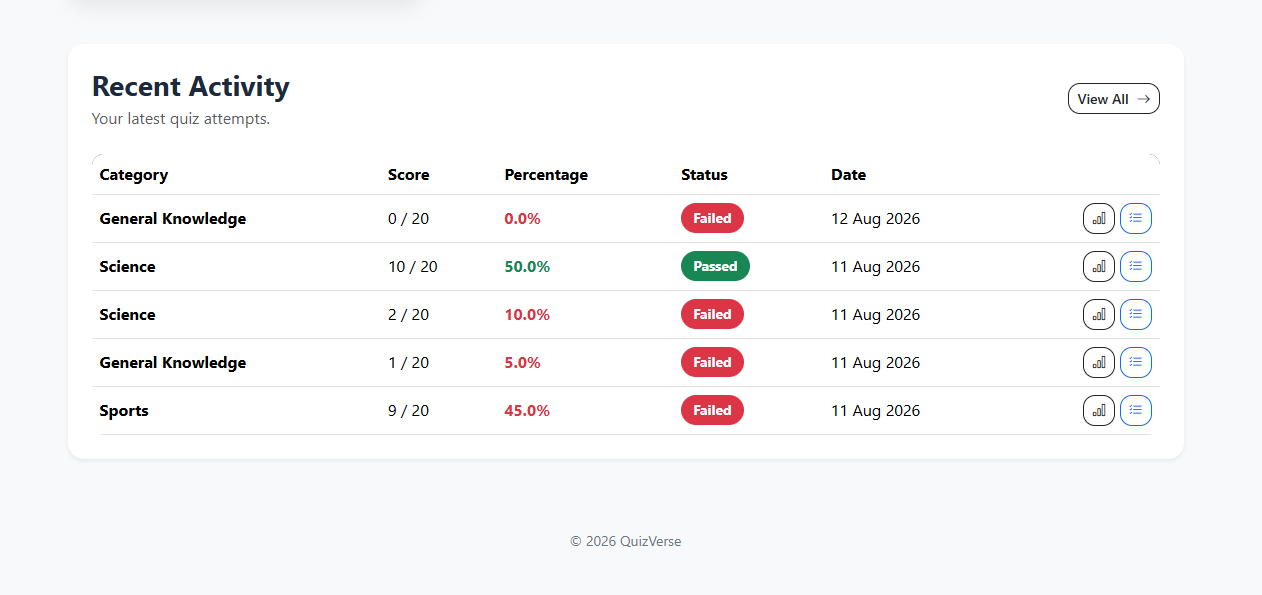 Recent Activity
Your latest quiz attempts.
View All →
Category Score Percentage Status Date
General Knowledge 0 / 20 0.0% Failed 12 Aug 2026
Science 10 / 20 50.0% Passed 11 Aug 2026
Science 2 / 20 10.0% Failed 11 Aug 2026
General Knowledge 1 / 20 5.0% Failed 11 Aug 2026
Sports 9 / 20 45.0% Failed 11 Aug 2026
© 2026 QuizVerse